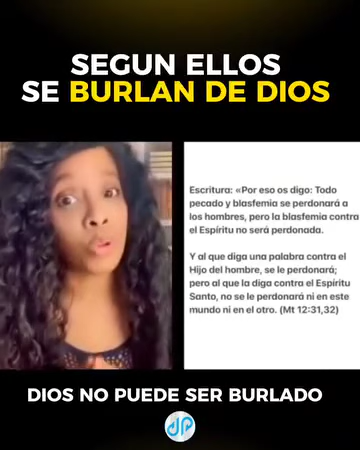 SEGUN ELLOS
SE BURLAN DE DIOS
Escritura: «Por eso os digo: Todo
pecado y blasfemia se perdonará a
los hombres, pero la blasfemia contra
el Espíritu no será perdonada.
Y al que diga una palabra contra el
Hijo del hombre, se le perdonará;
pero al que la diga contra el Espíritu
Santo, no se le perdonará ni en este
mundo ni en el otro. (Mt 12:31,32)
DIOS NO PUEDE SER BURLADO